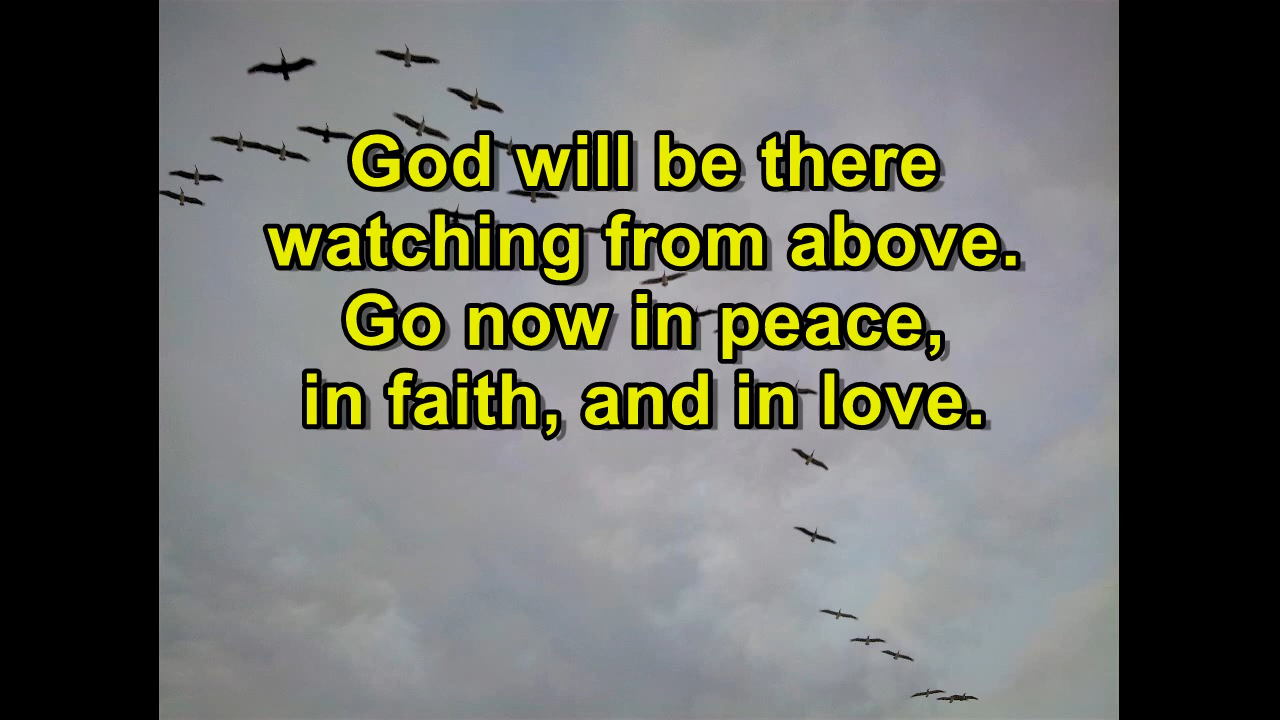 God will be there
watching from above.
Go now in peace,
in faith, and in love.